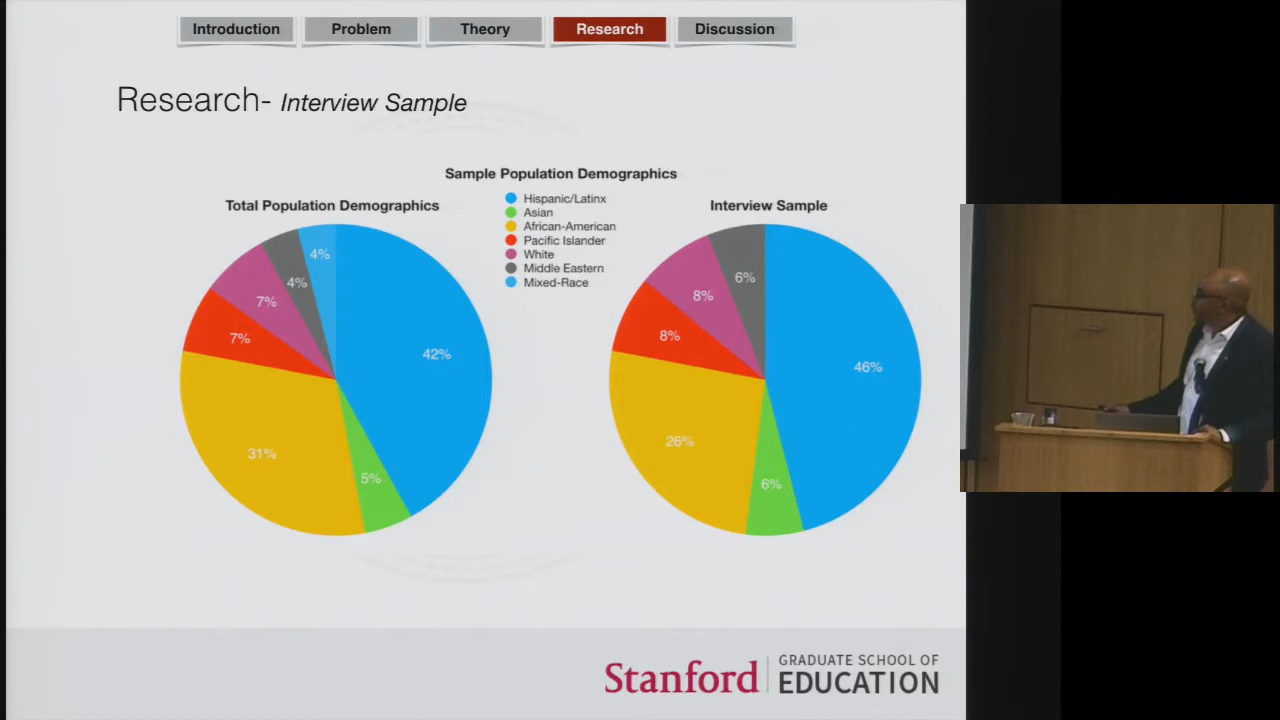 Introduction
Problem
Theory
Research
Discussion
Research- Interview Sample
Sample Population Demographics
Total Population Demographics
Hispanic/Latinx
Asian
African-American
Pacific Islander
White
Middle Eastern
Mixed-Race
Interview Sample
4%
4%
7%
7%
42%
31%
5%
6%
8%
8%
46%
26%
6%
Stanford
GRADUATE SCHOOL OF
EDUCATION